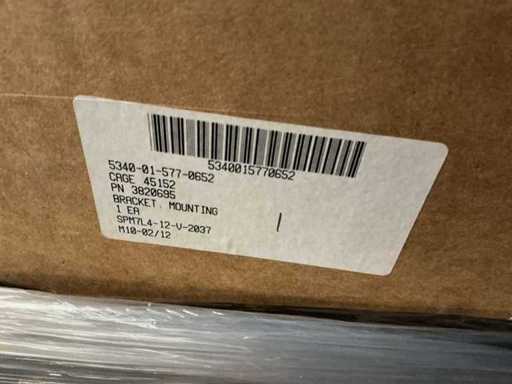 5340015770652
5340-01-577-0652
CAGE 45152
PN 3820695
BRACKET, MOUNTING
1 EA
SPM7L4-12-V-2037
M10-02/12